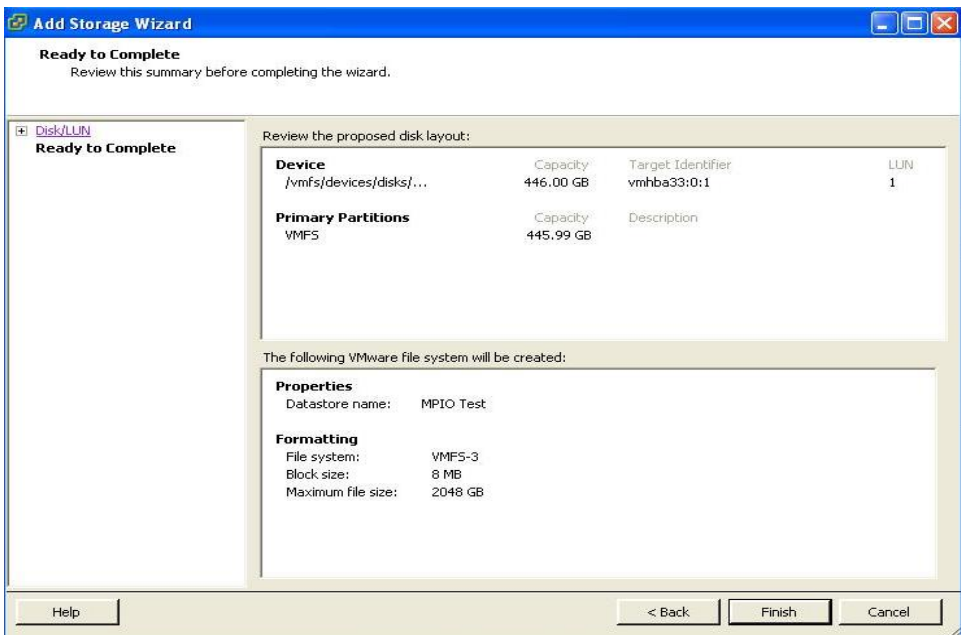 Add Storage Wizard
Ready to Complete
Review this summary before completing the wizard.
Disk/LUN
Ready to Complete
Review the proposed disk layout:
Device Capacity Target Identifier LUN
/vmfs/devices/disks/... 446.00 GB vmhba33:0:1 1
Primary Partitions Capacity Description
VMFS 445.99 GB
The following VMware file system will be created:
Properties
Datastore name: MPIO Test
Formatting
File system: VMFS-3
Block size: 8 MB
Maximum file size: 2048 GB
Help < Back Finish Cancel